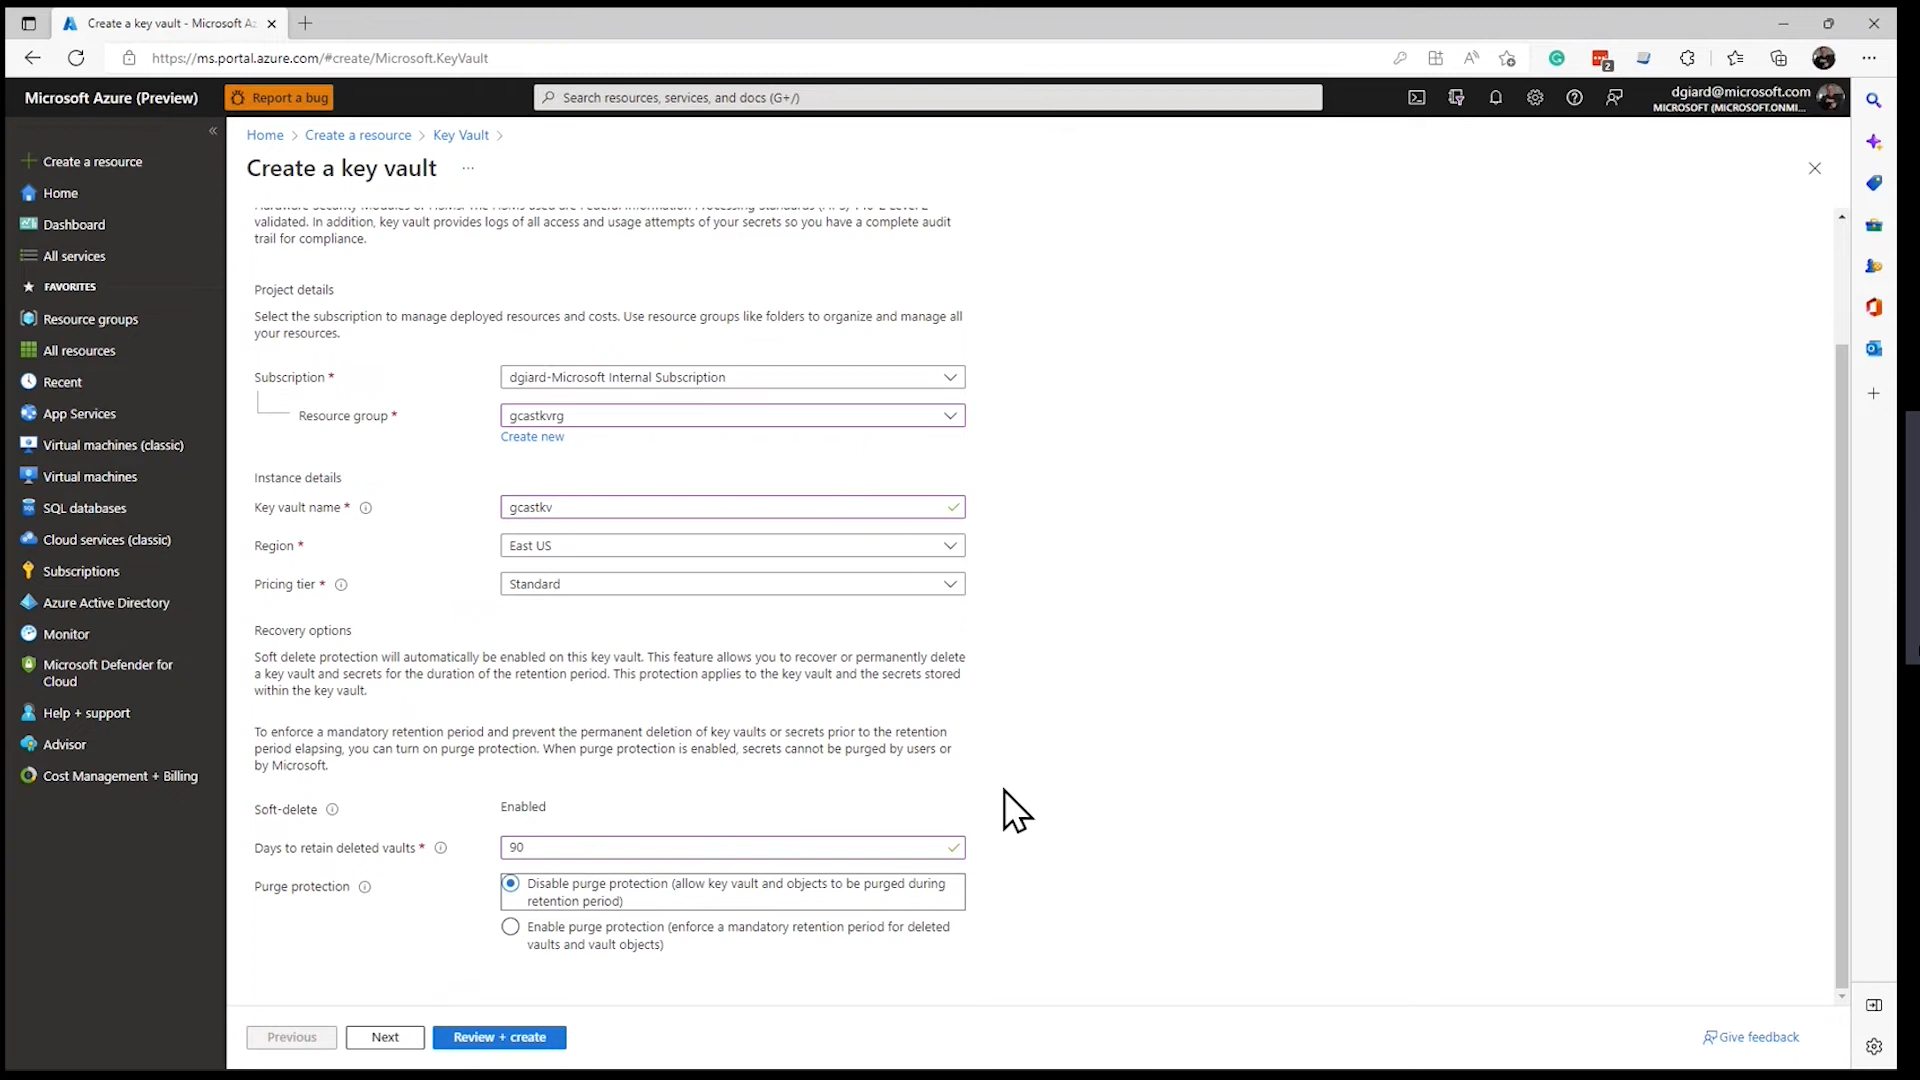 Create a key vault - Microsoft Az
https://ms.portal.azure.com/#create/Microsoft.KeyVault
2
Microsoft Azure (Preview)
Report a bug
Search resources, services, and docs (G+/)
dgiard@microsoft.com
MICROSOFT (MICROSOFT.ONMI...
Create a resource
Home
Dashboard
All services
FAVORITES
Resource groups
All resources
Recent
App Services
Virtual machines (classic)
Virtual machines
SQL databases
Cloud services (classic)
Subscriptions
Azure Active Directory
Monitor
Microsoft Defender for
Cloud
Help + support
Advisor
Cost Management + Billing
Home > Create a resource > Key Vault >
Create a key vault ...
validated. In addition, key vault provides logs of all access and usage attempts of your secrets so you have a complete audit
trail for compliance.
Project details
Select the subscription to manage deployed resources and costs. Use resource groups like folders to organize and manage all
your resources.
Subscription *
dgiard-Microsoft Internal Subscription
Resource group *
gcastkvrg
Create new
Instance details
Key vault name *
gcastkv
Region *
East US
Pricing tier *
Standard
Recovery options
Soft delete protection will automatically be enabled on this key vault. This feature allows you to recover or permanently delete
a key vault and secrets for the duration of the retention period. This protection applies to the key vault and the secrets stored
within the key vault.
To enforce a mandatory retention period and prevent the permanent deletion of key vaults or secrets prior to the retention
period elapsing, you can turn on purge protection. When purge protection is enabled, secrets cannot be purged by users or
by Microsoft.
Soft-delete
Enabled
Days to retain deleted vaults *
90
Purge protection
Disable purge protection (allow key vault and objects to be purged during
retention period)
Enable purge protection (enforce a mandatory retention period for deleted
vaults and vault objects)
Previous
Next
Review + create
Give feedback